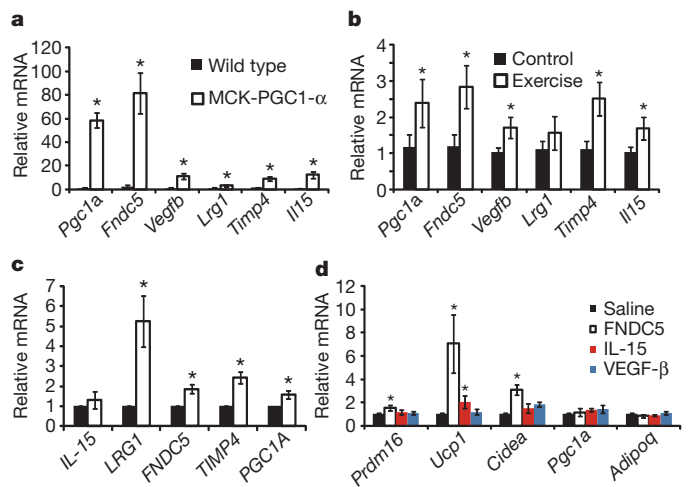 a
Relative mRNA
120
100
80
60
40
20
0
Wild type
MCK-PGC1-α
* * * * * *
Pgc1a Fndc5 Vegfb Lrg1 Timp4 Il15
b
Relative mRNA
4
3
2
1
0
Control
Exercise
* * * * *
Pgc1a Fndc5 Vegfb Lrg1 Timp4 Il15
c
Relative mRNA
7
6
5
4
3
2
1
0
* * * *
IL-15 LRG1 FNDC5 TIMP4 PGC1A
d
Relative mRNA
12
10
8
6
4
2
0
Saline
FNDC5
IL-15
VEGF-β
* * * *
Prdm16 Ucp1 Cidea Pgc1a Adipoq